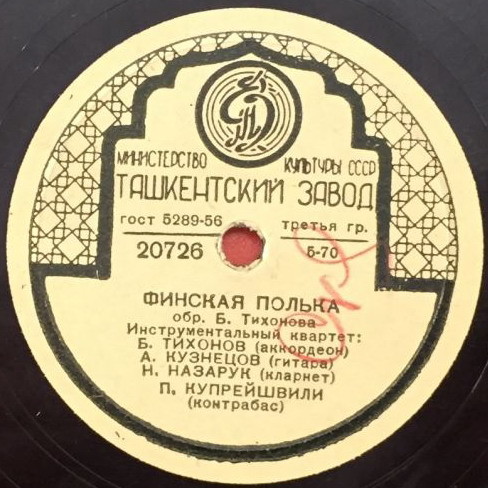 МИНИСТЕРСТВО КУЛЬТУРЫ СССР
ТАШКЕНТСКИЙ ЗАВОД
гост 5289-56 третья гр.
20726 5-70
ФИНСКАЯ ПОЛЬКА
обр. Б. Тихонова
Инструментальный квартет:
Б. ТИХОНОВ (аккордеон)
А. КУЗНЕЦОВ (гитара)
Н. НАЗАРУК (кларнет)
П. КУПРЕЙШВИЛИ
(контрабас)